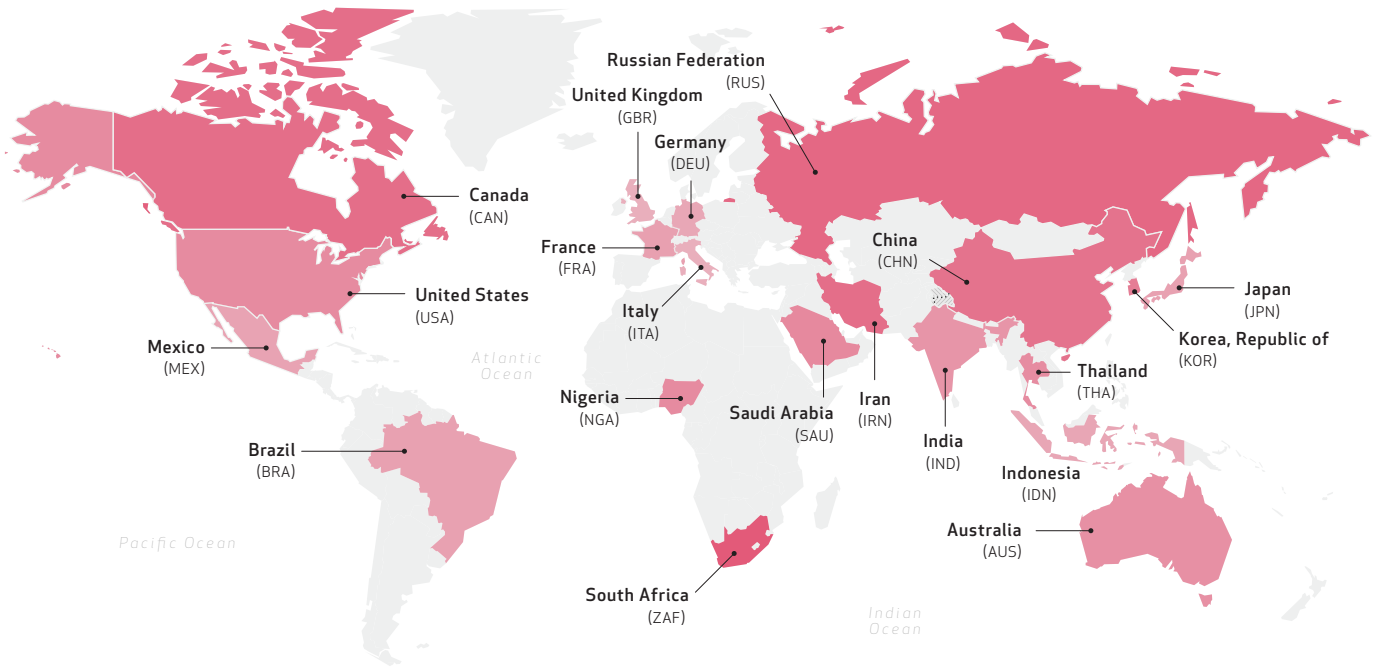 Russian Federation
(RUS)
United Kingdom
(GBR)
Germany
(DEU)
Canada
(CAN)
France
(FRA)
China
(CHN)
United States
(USA)
Italy
(ITA)
Japan
(JPN)
Korea, Republic of
(KOR)
Mexico
(MEX)
Atlantic
Ocean
Thailand
(THA)
Nigeria
(NGA)
Saudi Arabia
(SAU)
Iran
(IRN)
India
(IND)
Brazil
(BRA)
Indonesia
(IDN)
Australia
(AUS)
Pacific Ocean
South Africa
(ZAF)
Indian
Ocean